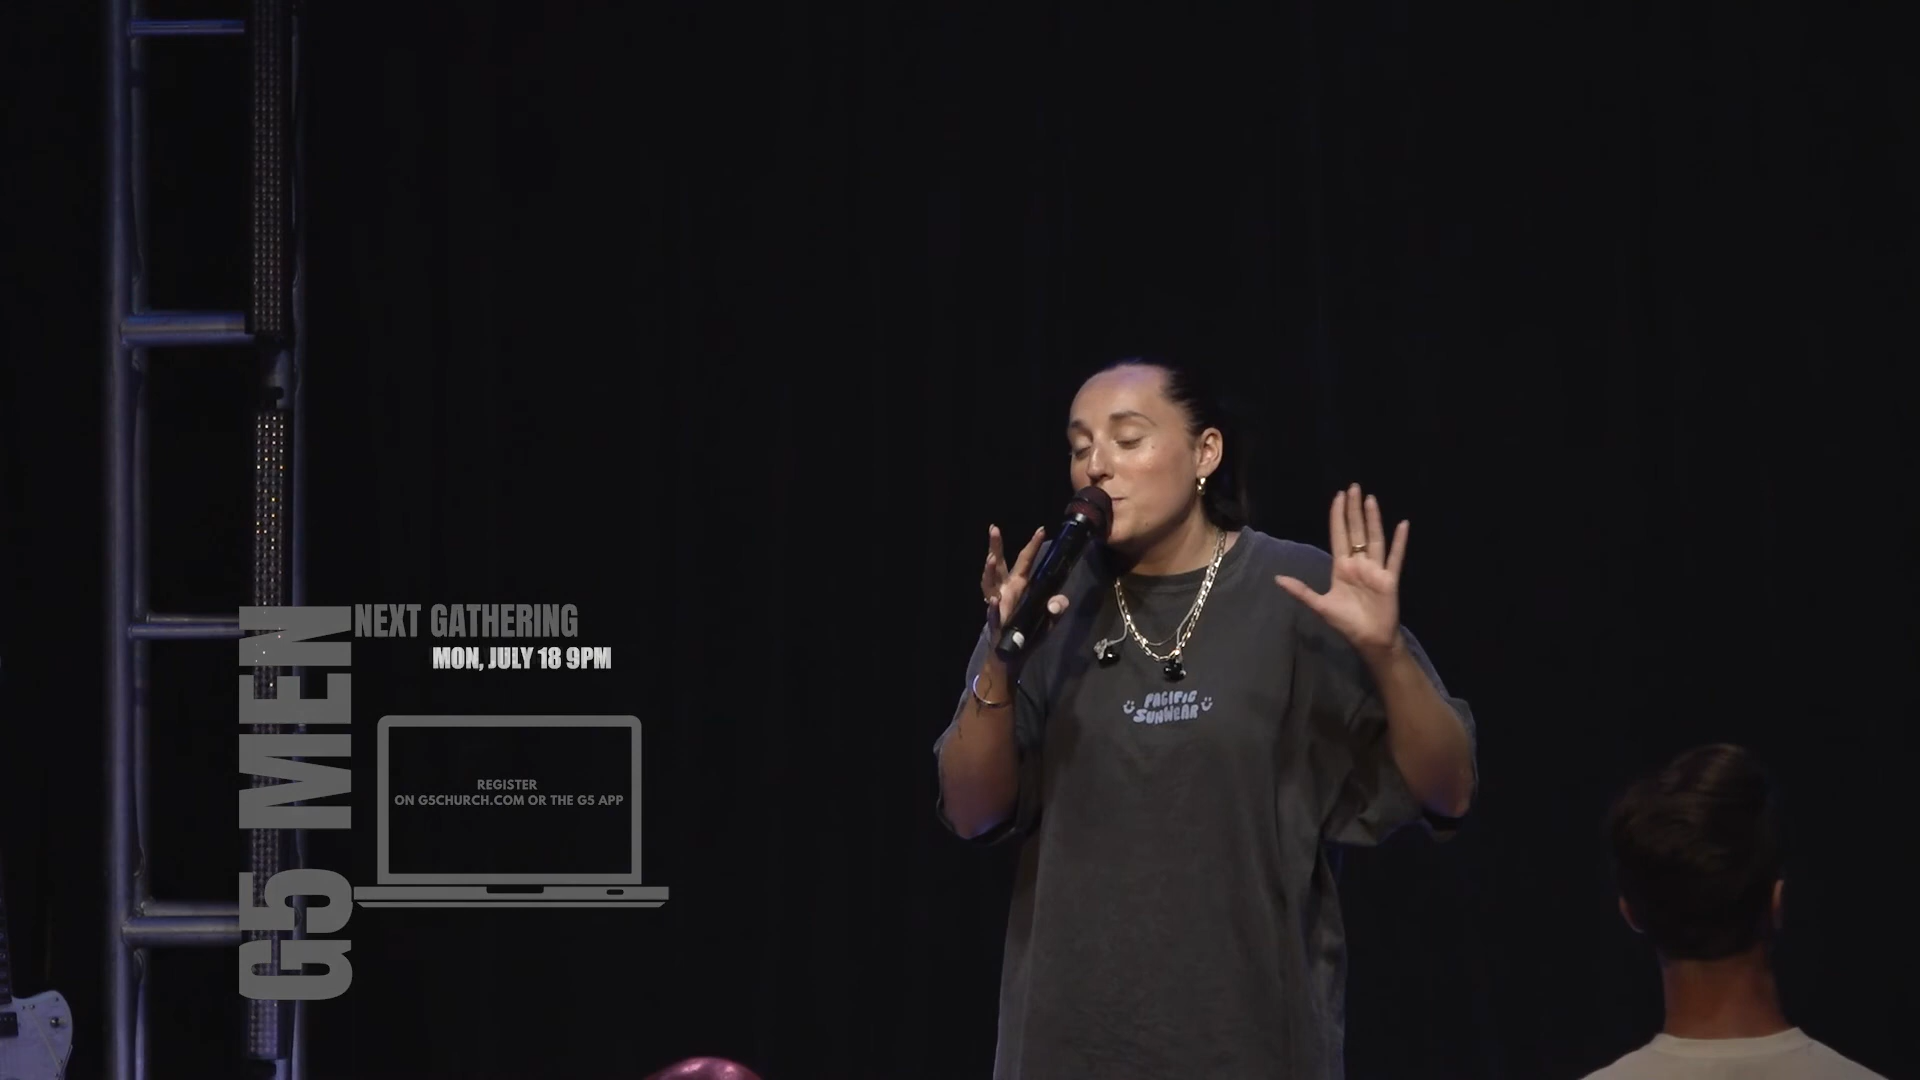 G5 MEN
NEXT GATHERING
MON, JULY 18 9PM
REGISTER
ON G5CHURCH.COM OR THE G5 APP
PACIFIC
SUNWEAR